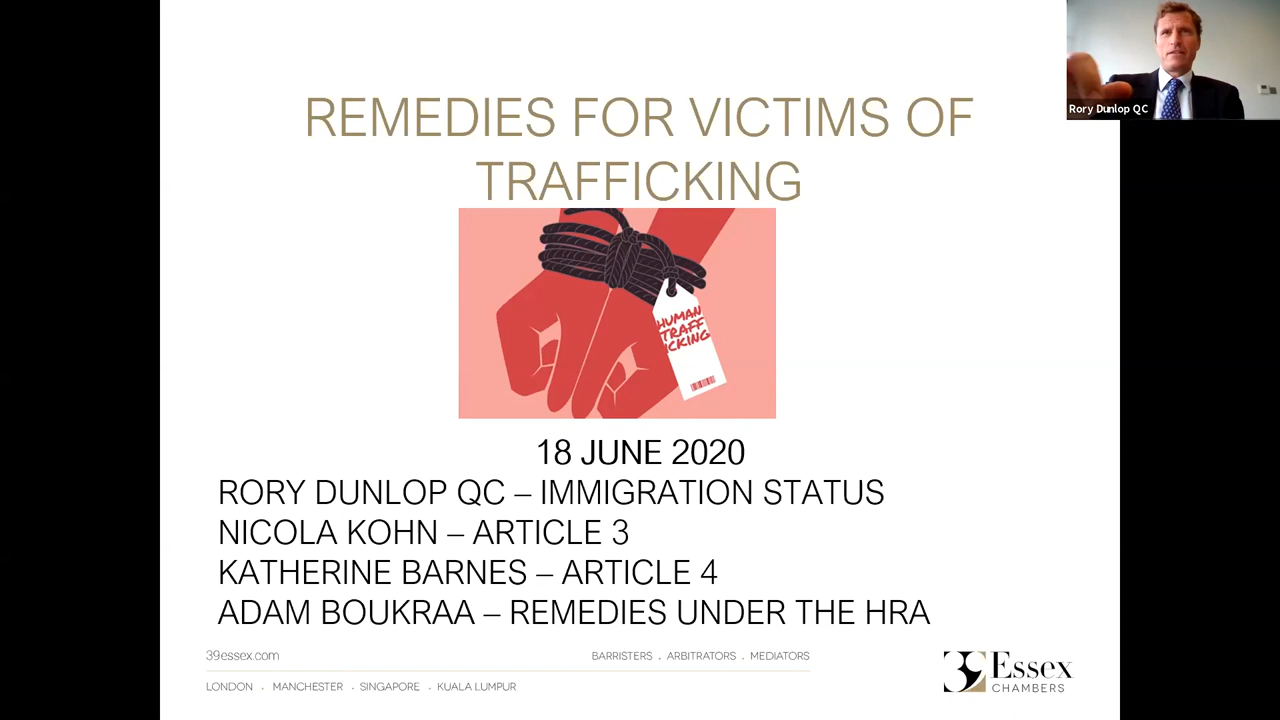 Rory Dunlop QC
REMEDIES FOR VICTIMS OF
TRAFFICKING
HUMAN
TRAFF
ICKING
18 JUNE 2020
RORY DUNLOP QC – IMMIGRATION STATUS
NICOLA KOHN – ARTICLE 3
KATHERINE BARNES – ARTICLE 4
ADAM BOUKRAA – REMEDIES UNDER THE HRA
39essex.com
BARRISTERS . ARBITRATORS . MEDIATORS
LONDON . MANCHESTER . SINGAPORE . KUALA LUMPUR
39 Essex
CHAMBERS